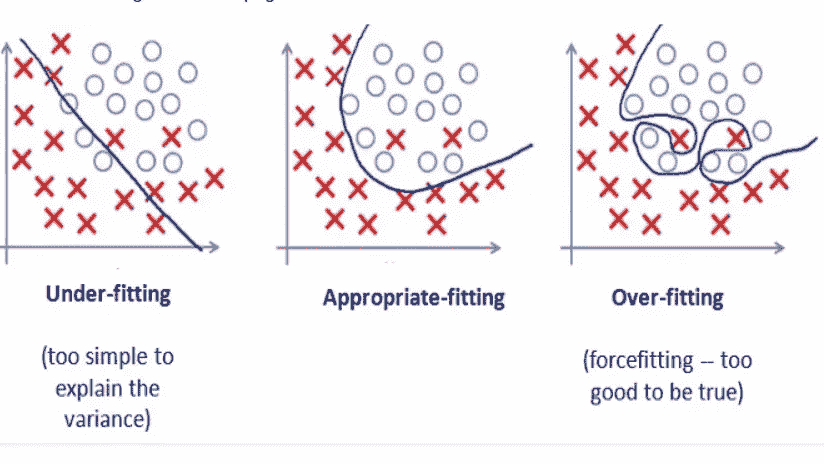 Under-fitting
Appropriate-fitting
Over-fitting
(too simple to
explain the
variance)
(forcefitting -- too
good to be true)